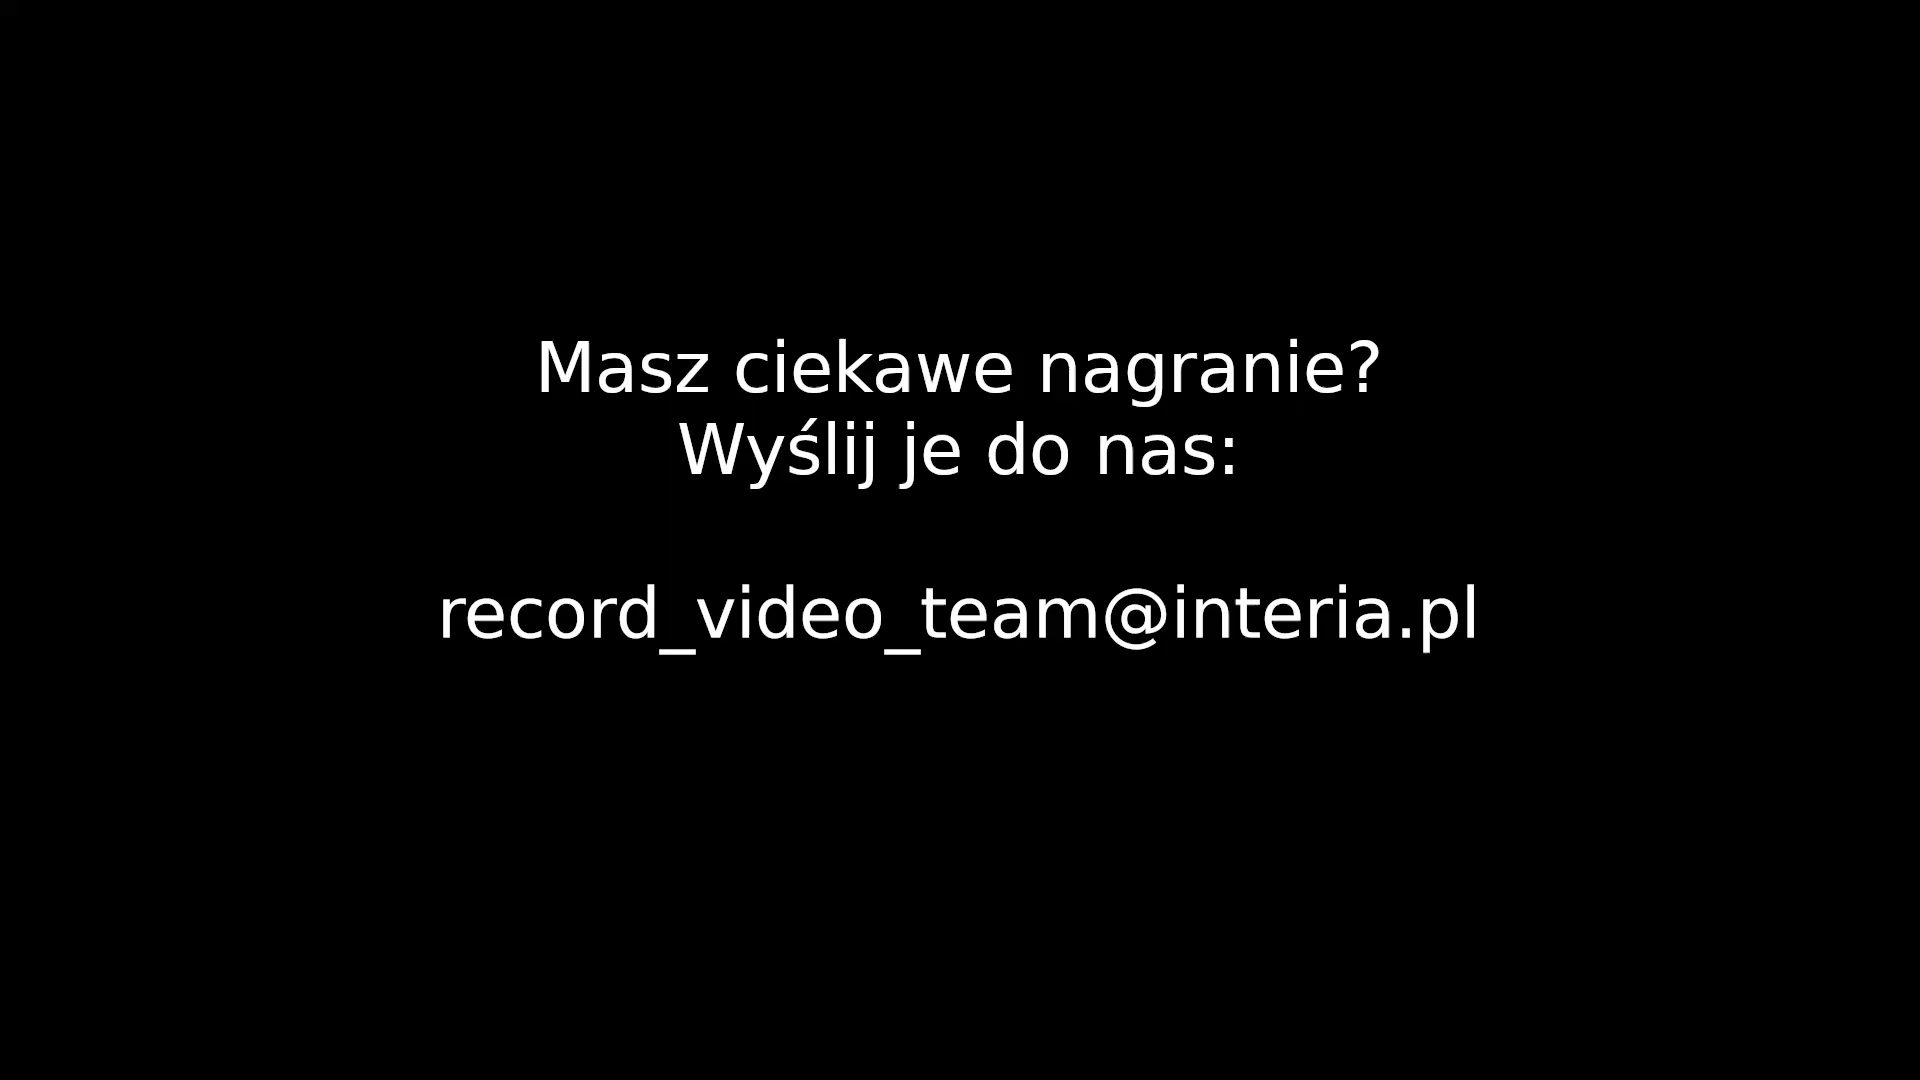 Masz ciekawe nagranie?
Wyślij je do nas:
record_video_team@interia.pl